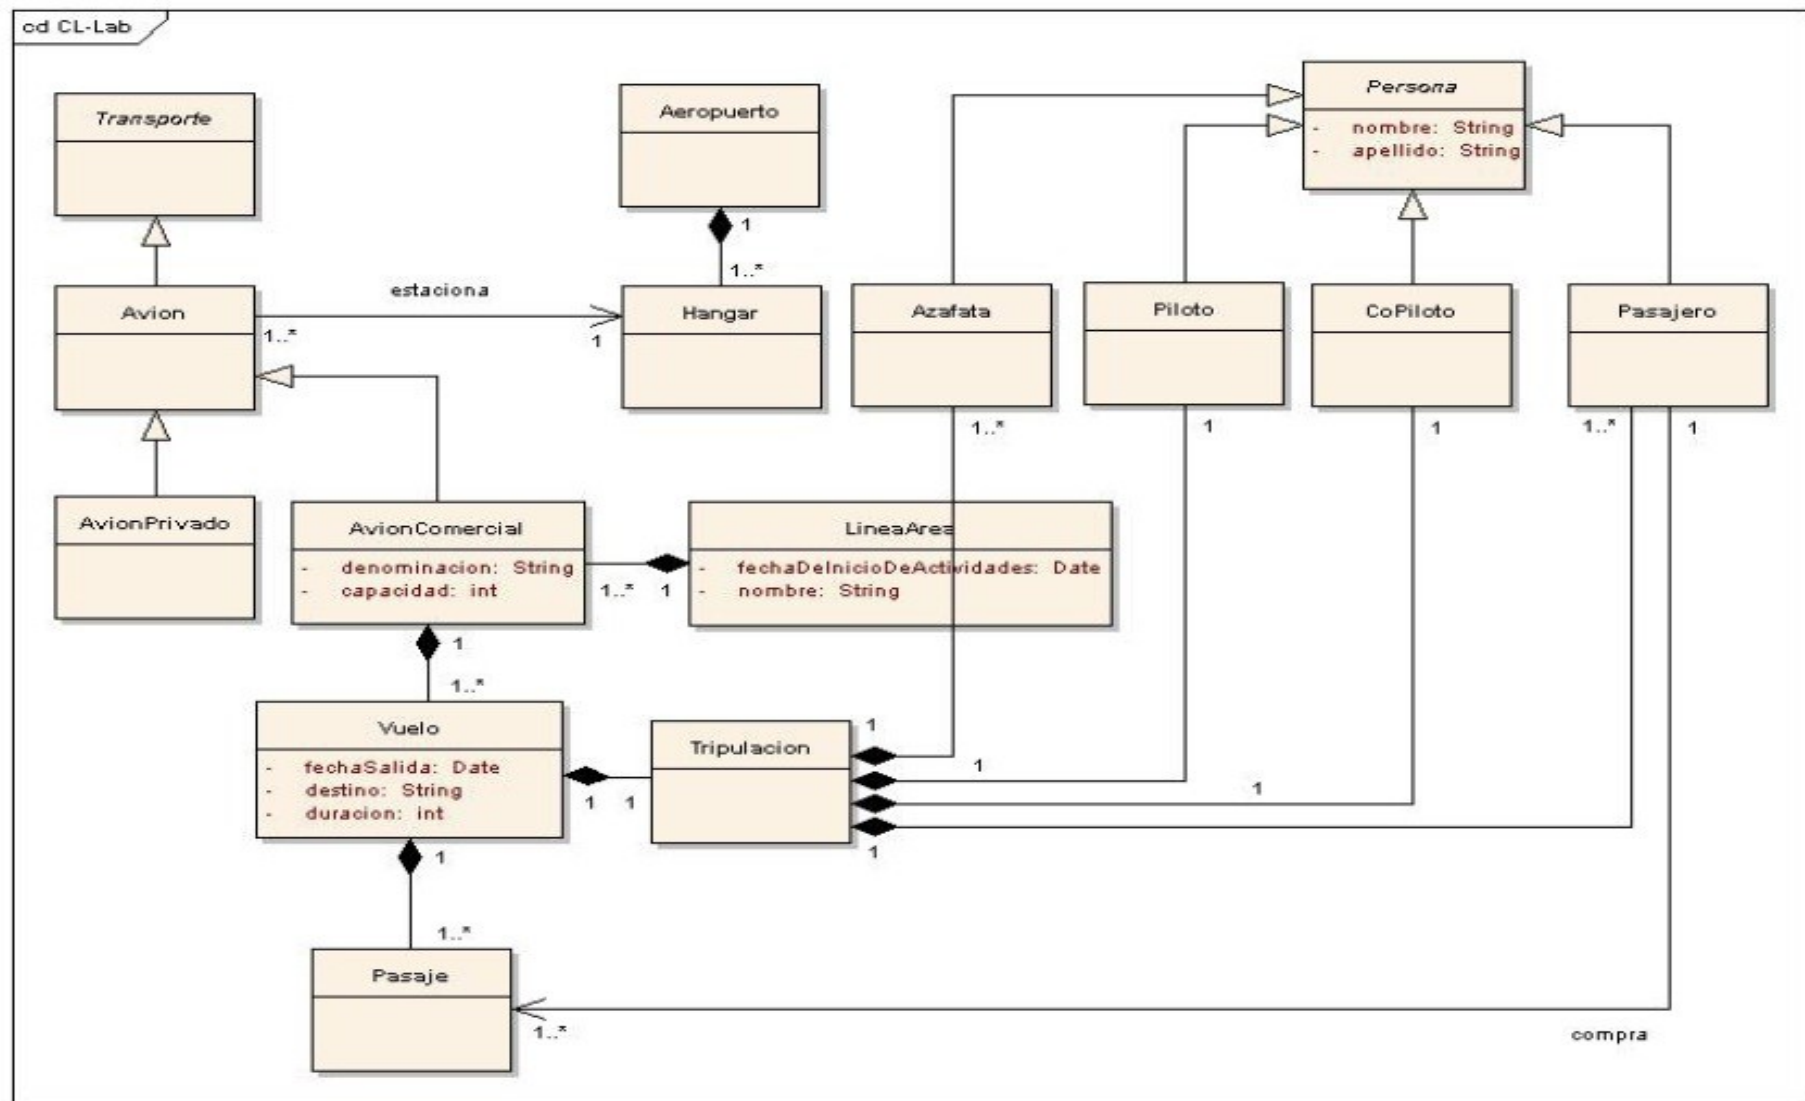 cd CL-Lab
Transporte
Aeropuerto
1
1..*
Persona
- nombre: String
- apellido: String
Avion
estaciona
1..*
1
Hangar
Azafata
1..*
Piloto
1
CoPiloto
1
Pasajero
1..*
1
AvionPrivado
AvionComercial
- denominacion: String
- capacidad: int
1..*
1
LineaArea
- fechaDeInicioDeActividades: Date
- nombre: String
1
1..*
Vuelo
- fechaSalida: Date
- destino: String
- duracion: int
1
1
Tripulacion
1
1
1
1
1
1..*
Pasaje
1..*
compra